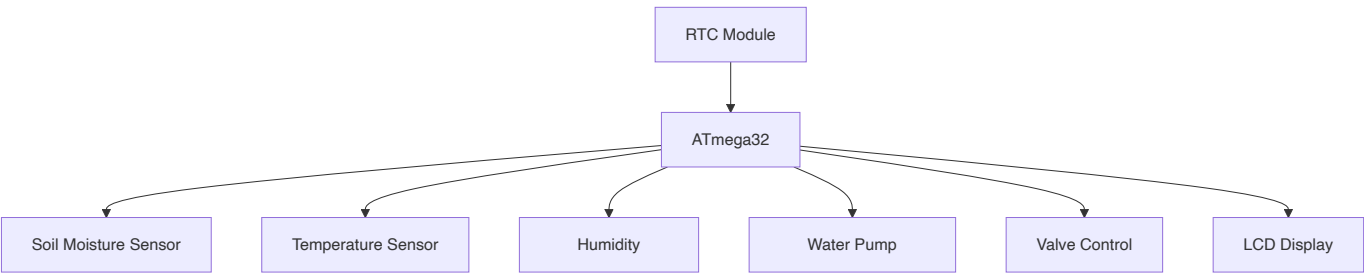 RTC Module
ATmega32
Soil Moisture Sensor
Temperature Sensor
Humidity
Water Pump
Valve Control
LCD Display